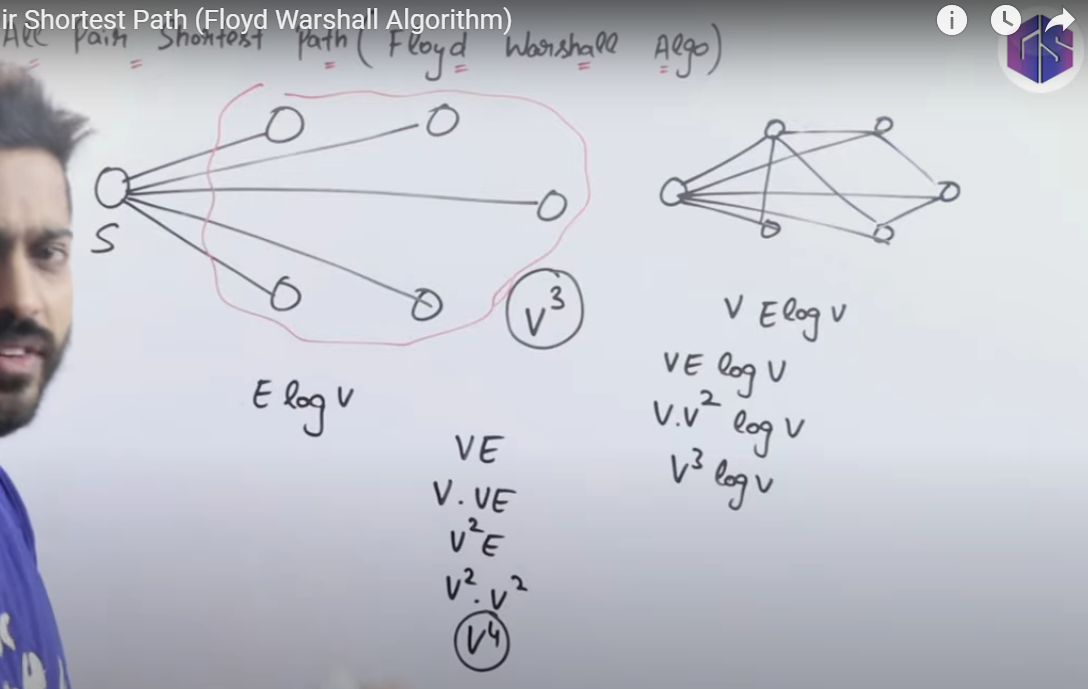 ir Shortest Path (Floyd Warshall Algorithm)
All Pair Shortest Path ( Floyd Warshall Algo)
S
V³
E log V
VE
V . VE
V²E
V² . V²
V⁴
V E log V
VE log V
V.V² log V
V³ log V